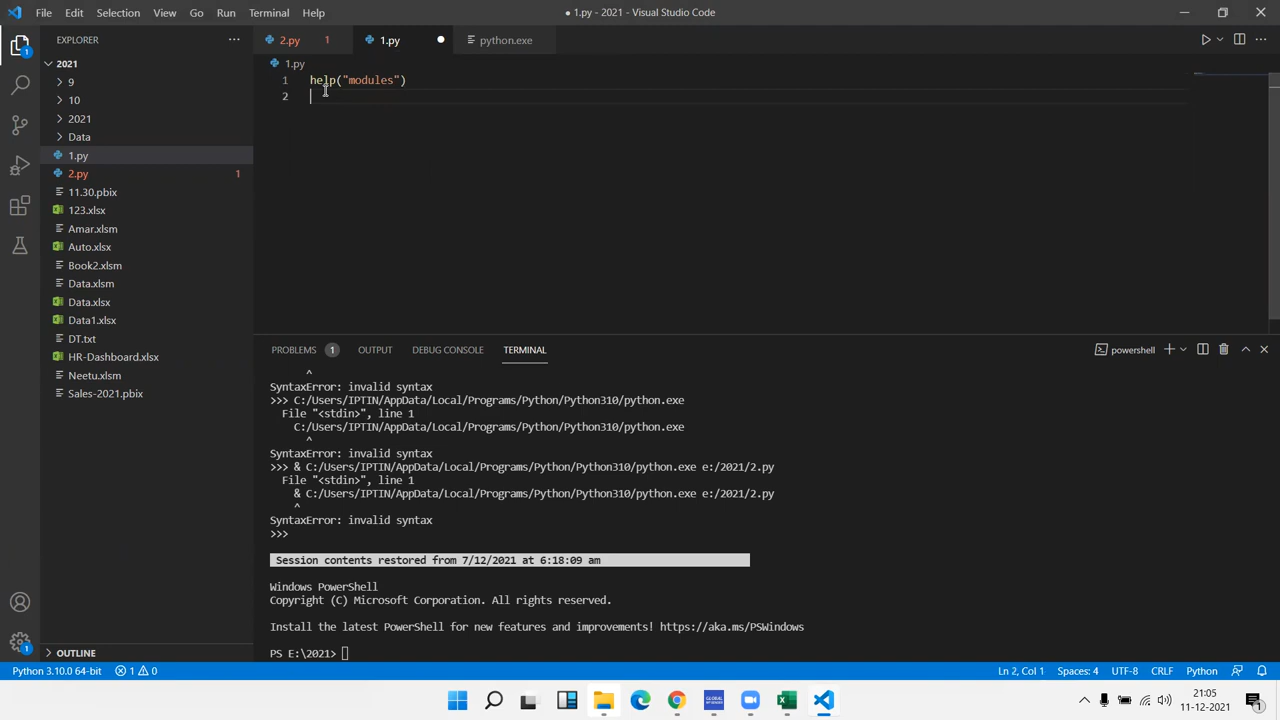 File Edit Selection View Go Run Terminal Help
● 1.py - 2021 - Visual Studio Code
EXPLORER
2.py 1
1.py
python.exe
2021
1.py
9
10
2021
Data
1.py
2.py 1
11.30.pbix
123.xlsx
Amar.xlsm
Auto.xlsx
Book2.xlsm
Data.xlsm
Data.xlsx
Data1.xlsx
DT.txt
HR-Dashboard.xlsx
Neetu.xlsm
Sales-2021.pbix
OUTLINE
1 help("modules")
2
PROBLEMS 1 OUTPUT DEBUG CONSOLE TERMINAL
powershell
^
SyntaxError: invalid syntax
>>> C:/Users/IPTIN/AppData/Local/Programs/Python/Python310/python.exe
File "<stdin>", line 1
C:/Users/IPTIN/AppData/Local/Programs/Python/Python310/python.exe
^
SyntaxError: invalid syntax
>>> & C:/Users/IPTIN/AppData/Local/Programs/Python/Python310/python.exe e:/2021/2.py
File "<stdin>", line 1
& C:/Users/IPTIN/AppData/Local/Programs/Python/Python310/python.exe e:/2021/2.py
^
SyntaxError: invalid syntax
>>>
Session contents restored from 7/12/2021 at 6:18:09 am
Windows PowerShell
Copyright (C) Microsoft Corporation. All rights reserved.
Install the latest PowerShell for new features and improvements! https://aka.ms/PSWindows
PS E:\2021>
1
1
Python 3.10.0 64-bit 1 0
Ln 2, Col 1 Spaces: 4 UTF-8 CRLF Python
GLOBAL
21:05
11-12-2021
1